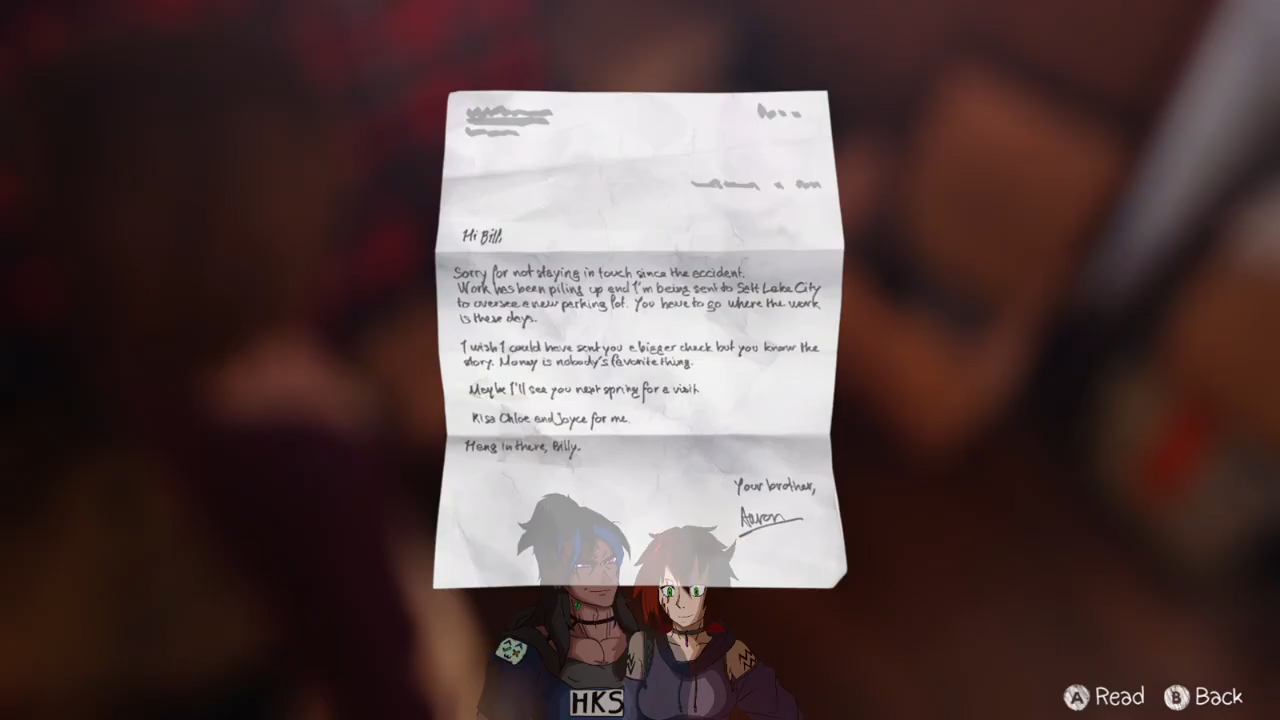 Hi Bill,
Sorry for not staying in touch since the accident.
Work has been piling up and I'm being sent to Salt Lake City
to oversee a new parking lot. You have to go where the work
is these days.
I wish I could have sent you a bigger check but you know the
story. Money is nobody's favorite thing.
Maybe I'll see you next spring for a visit.
Kiss Chloe and Joyce for me.
Hang in there, Billy.
Your brother,
Aaron
HKS
A Read B Back